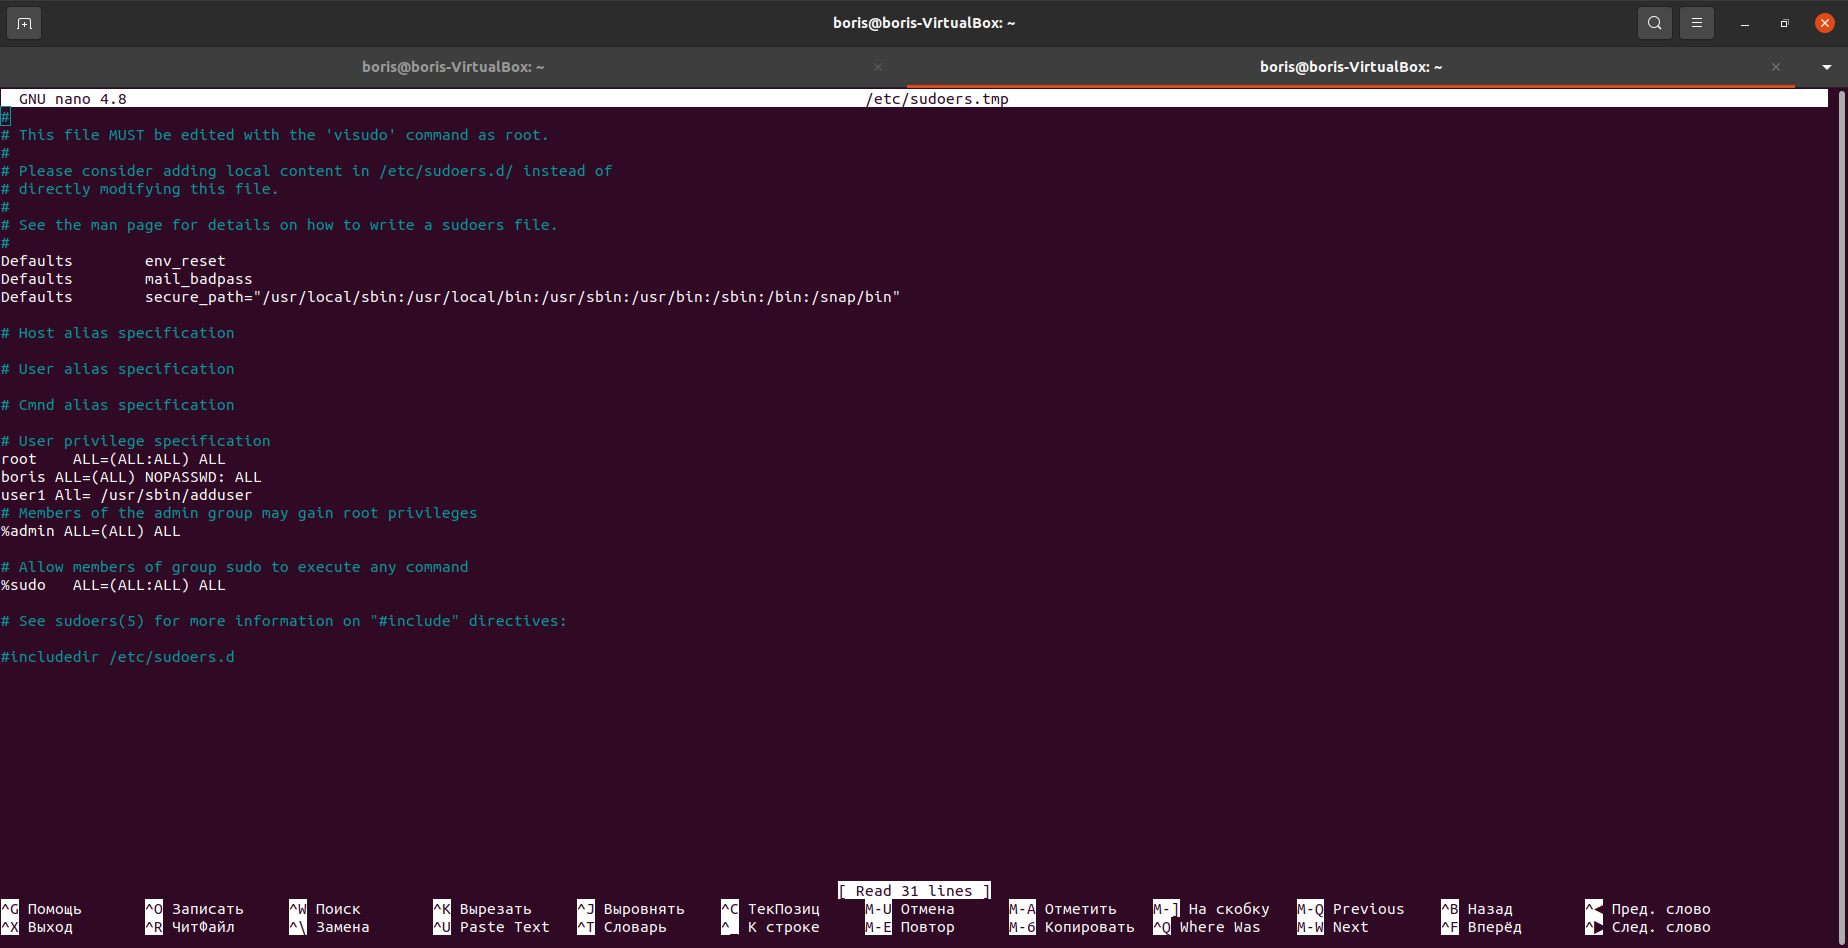 boris@boris-VirtualBox: ~
boris@boris-VirtualBox: ~
boris@boris-VirtualBox: ~
GNU nano 4.8 /etc/sudoers.tmp
#
# This file MUST be edited with the 'visudo' command as root.
#
# Please consider adding local content in /etc/sudoers.d/ instead of
# directly modifying this file.
#
# See the man page for details on how to write a sudoers file.
#
Defaults        env_reset
Defaults        mail_badpass
Defaults        secure_path="/usr/local/sbin:/usr/local/bin:/usr/sbin:/usr/bin:/sbin:/bin:/snap/bin"
# Host alias specification
# User alias specification
# Cmnd alias specification
# User privilege specification
root    ALL=(ALL:ALL) ALL
boris ALL=(ALL) NOPASSWD: ALL
user1 All= /usr/sbin/adduser
# Members of the admin group may gain root privileges
%admin ALL=(ALL) ALL
# Allow members of group sudo to execute any command
%sudo   ALL=(ALL:ALL) ALL
# See sudoers(5) for more information on "#include" directives:
#includedir /etc/sudoers.d
[ Read 31 lines ]
^G Помощь ^O Записать ^W Поиск ^K Вырезать ^J Выровнять ^C ТекПозиц M-U Отмена M-A Отметить M-] На скобку M-Q Previous ^B Назад ^◀ Пред. слово
^X Выход ^R ЧитФайл ^\ Замена ^U Paste Text ^T Словарь ^_ К строке M-E Повтор M-6 Копировать ^Q Where Was M-W Next ^F Вперёд ^▶ След. слово